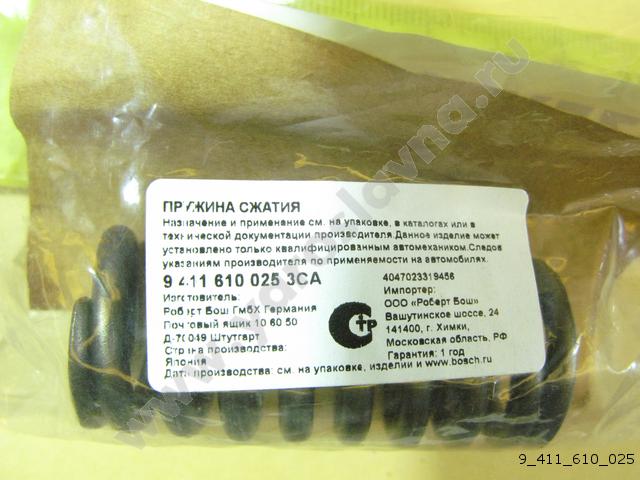 ПРУЖИНА СЖАТИЯ
Назначение и применение см. на упаковке, в каталогах или в
технической документации производителя.Данное изделие может
установлено только квалифицированным автомехаником.Следов
указаниям производителя по применяемости на автомобилях.
9 411 610 025 3CA
Изготовитель:
Роберт Бош ГмбХ Германия
Почтовый ящик 10 60 50
Д-70049 Штутгарт
Страна производства:
Япония
4047023319456
Импортер:
ООО «Роберт Бош»
Вашутинское шоссе, 24
141400, г. Химки,
Московская область, РФ
Гарантия: 1 год
Дата производства: см. на упаковке, изделии и www.bosch.ru
9_411_610_025